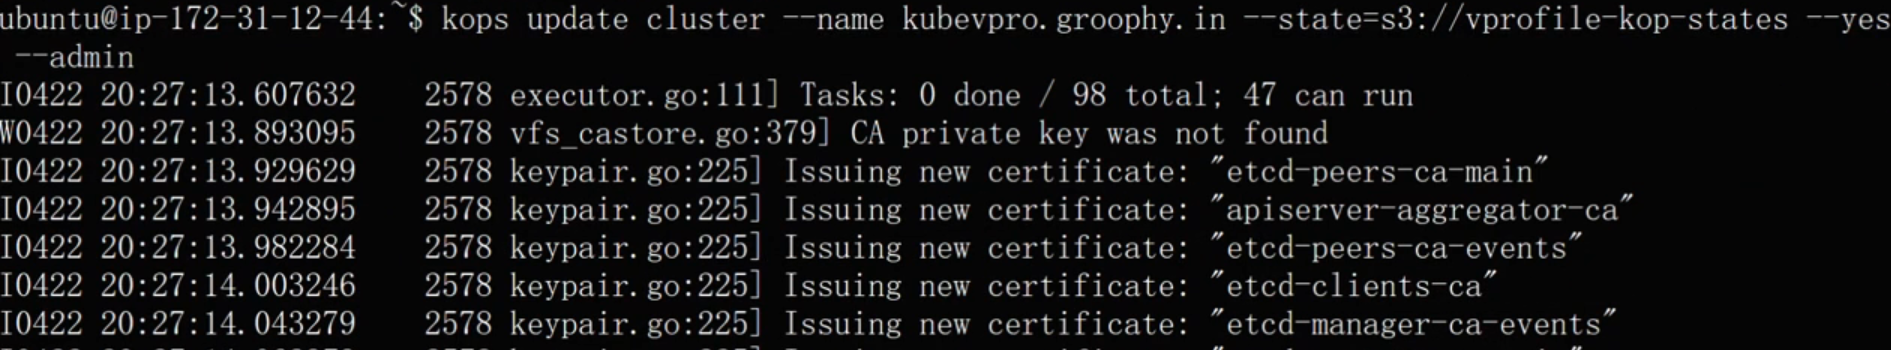 ubuntu@ip-172-31-12-44:~$ kops update cluster --name kubevpro.groophy.in --state=s3://vprofile-kop-states --yes
--admin
I0422 20:27:13.607632    2578 executor.go:111] Tasks: 0 done / 98 total; 47 can run
W0422 20:27:13.893095    2578 vfs_castore.go:379] CA private key was not found
I0422 20:27:13.929629    2578 keypair.go:225] Issuing new certificate: "etcd-peers-ca-main"
I0422 20:27:13.942895    2578 keypair.go:225] Issuing new certificate: "apiserver-aggregator-ca"
I0422 20:27:13.982284    2578 keypair.go:225] Issuing new certificate: "etcd-peers-ca-events"
I0422 20:27:14.003246    2578 keypair.go:225] Issuing new certificate: "etcd-clients-ca"
I0422 20:27:14.043279    2578 keypair.go:225] Issuing new certificate: "etcd-manager-ca-events"